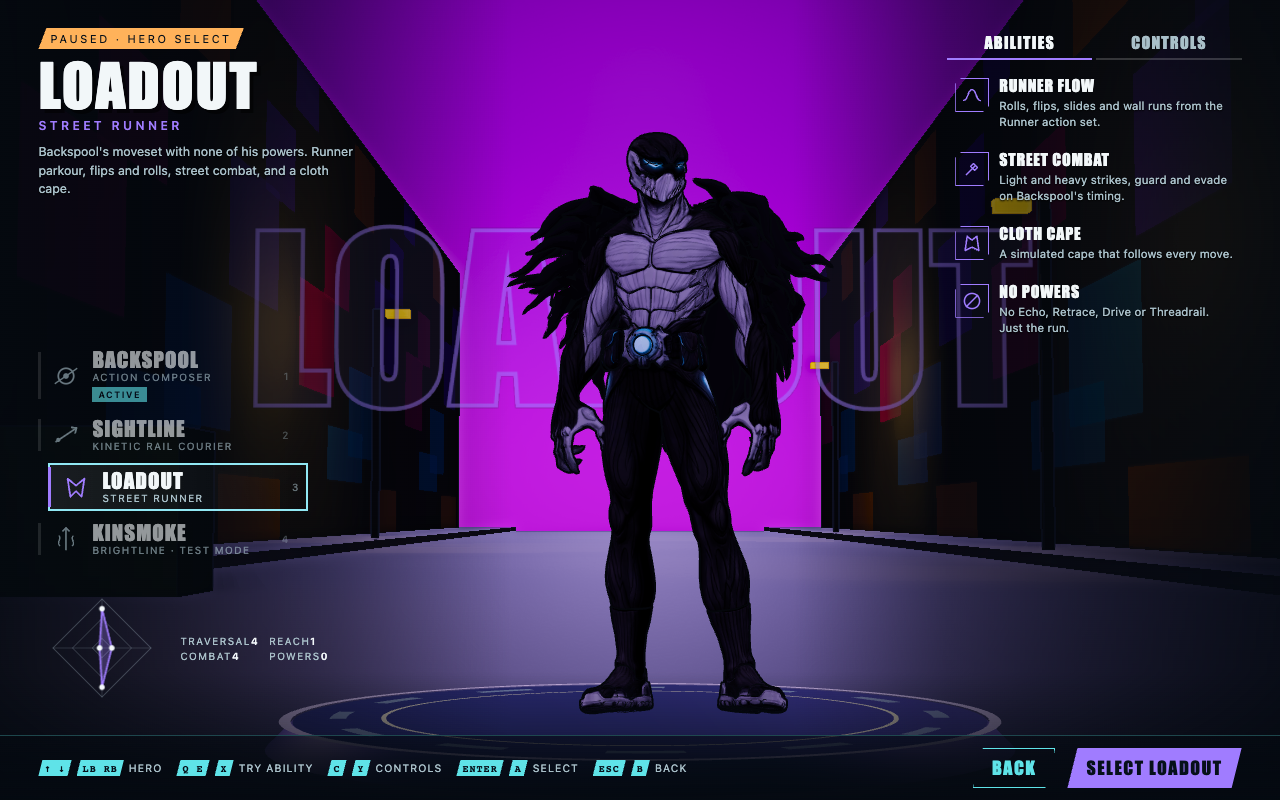 PAUSED · HERO SELECT
LOADOUT
STREET RUNNER
Backspool's moveset with none of his powers. Runner
parkour, flips and rolls, street combat, and a cloth
cape.
LOADOUT
BACKSPOOL
ACTION COMPOSER
1
ACTIVE
SIGHTLINE
KINETIC RAIL COURIER
2
LOADOUT
STREET RUNNER
3
KINSMOKE
BRIGHTLINE · TEST MODE
4
TRAVERSAL4 REACH1
COMBAT4 POWERS0
ABILITIES CONTROLS
RUNNER FLOW
Rolls, flips, slides and wall runs from the
Runner action set.
STREET COMBAT
Light and heavy strikes, guard and evade
on Backspool's timing.
CLOTH CAPE
A simulated cape that follows every move.
NO POWERS
No Echo, Retrace, Drive or Threadrail.
Just the run.
↑ ↓ LB RB HERO Q E X TRY ABILITY C Y CONTROLS ENTER A SELECT ESC B BACK
BACK SELECT LOADOUT